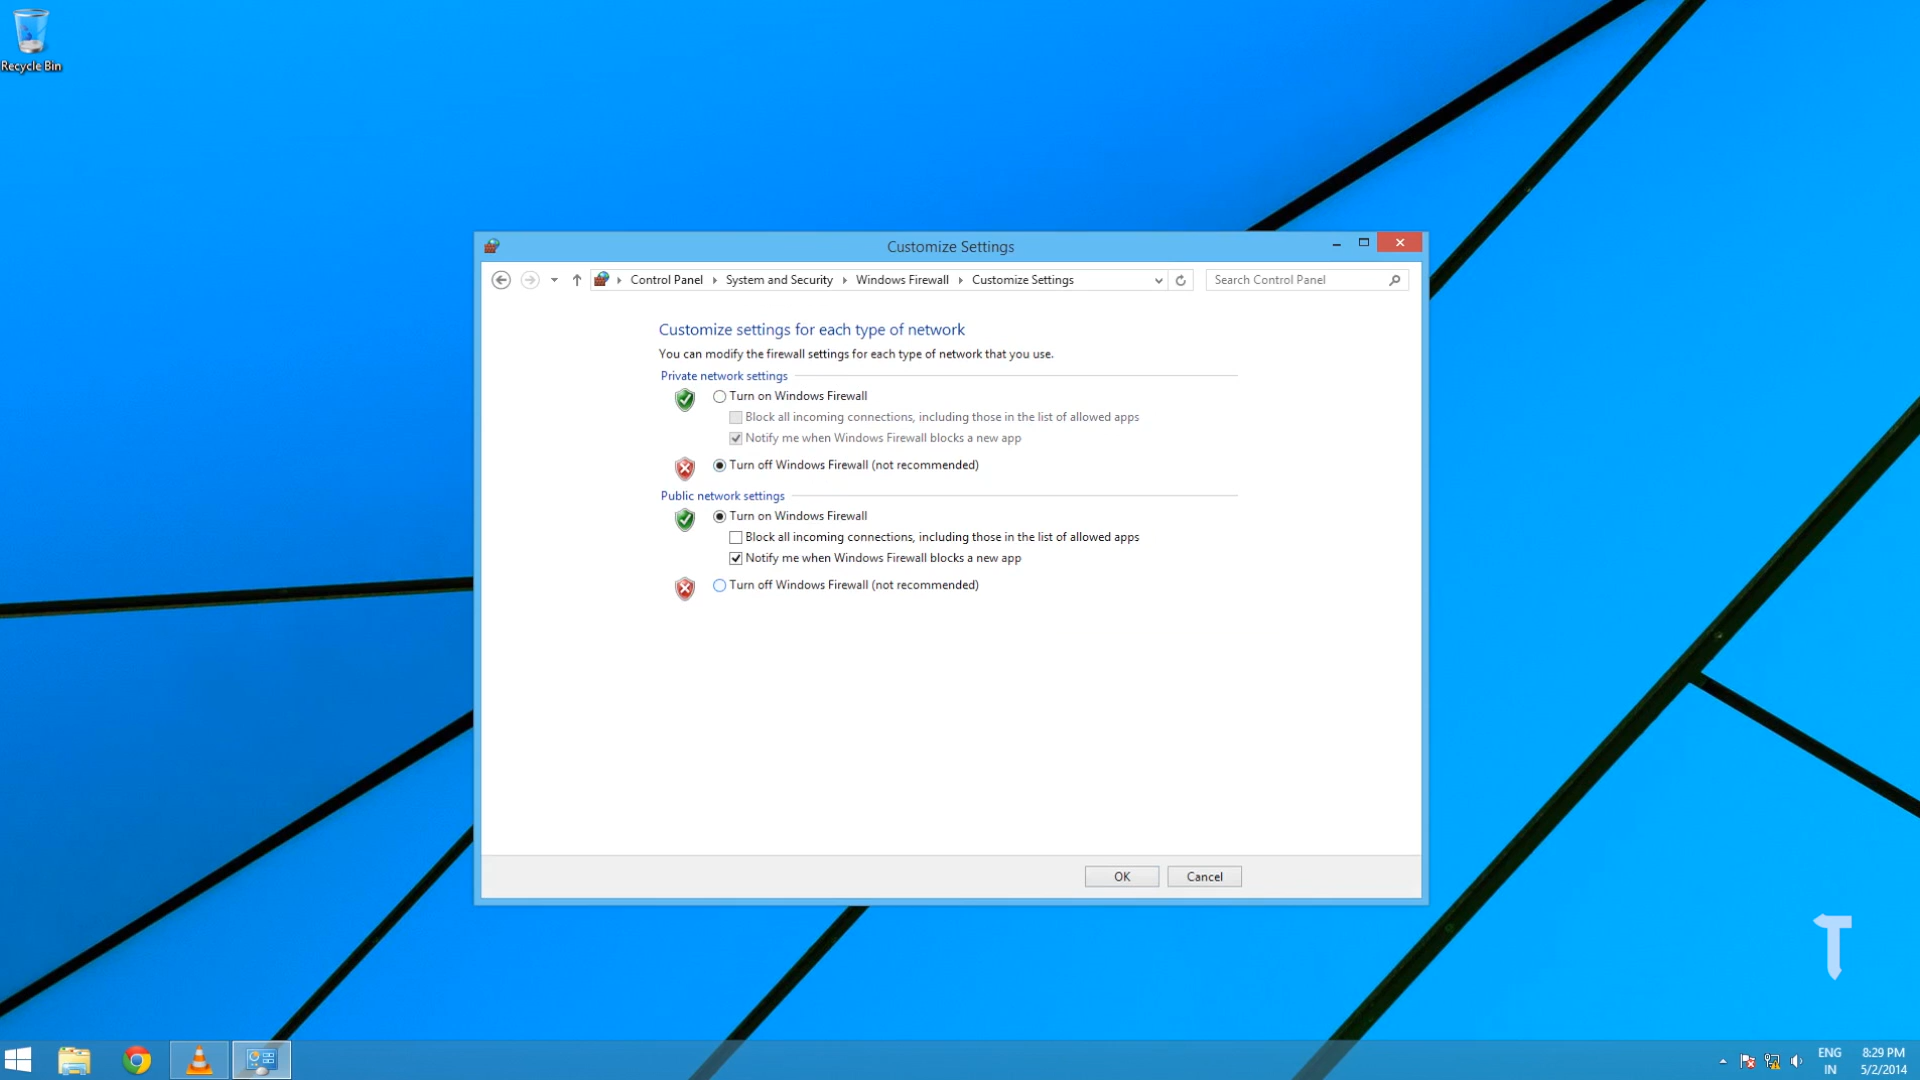 Recycle Bin
Customize Settings
Control Panel System and Security Windows Firewall Customize Settings
Search Control Panel
Customize settings for each type of network
You can modify the firewall settings for each type of network that you use.
Private network settings
Turn on Windows Firewall
Block all incoming connections, including those in the list of allowed apps
Notify me when Windows Firewall blocks a new app
Turn off Windows Firewall (not recommended)
Public network settings
Turn on Windows Firewall
Block all incoming connections, including those in the list of allowed apps
Notify me when Windows Firewall blocks a new app
Turn off Windows Firewall (not recommended)
OK Cancel
T
ENG 8:29 PM
IN 5/2/2014